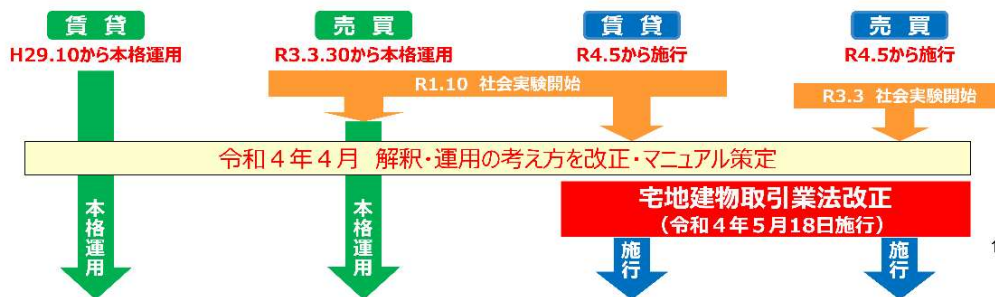 賃貸
売買
賃貸
売買
H29.10から本格運用
R3.3.30から本格運用
R4.5から施行
R4.5から施行
R1.10 社会実験開始
R3.3 社会実験開始
令和4年4月 解釈・運用の考え方を改正・マニュアル策定
宅地建物取引業法改正
（令和4年5月18日施行）
本格運用
本格運用
施行
施行